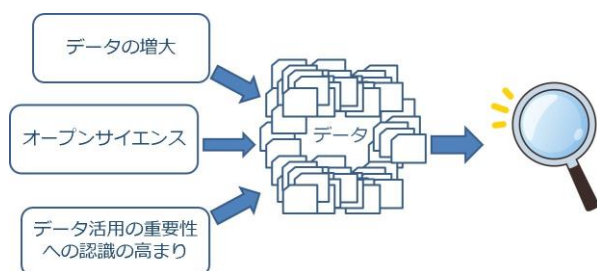 データの増大
オープンサイエンス
データ活用の重要性
への認識の高まり
データ